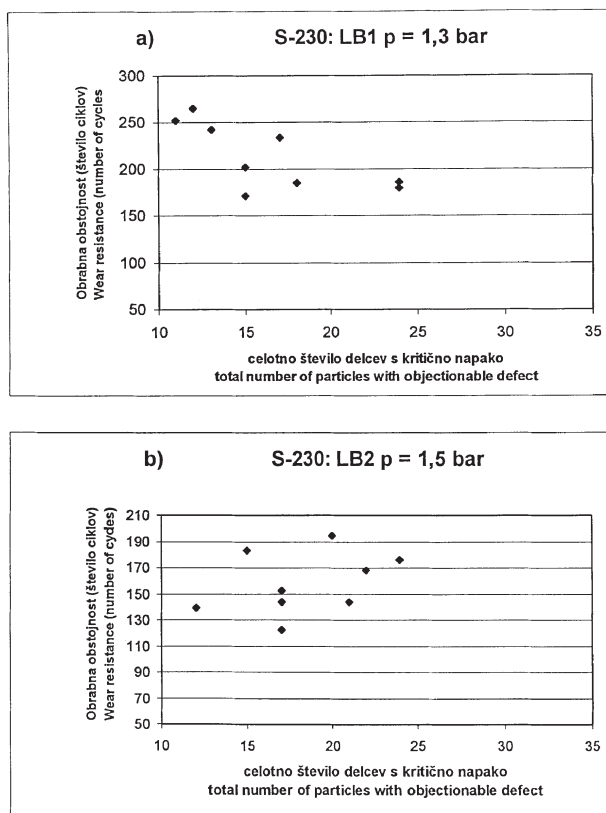 a) S-230: LB1 p = 1,3 bar
Obrabna obstojnost (število ciklov)
Wear resistance (number of cycles)
300
250
200
150
100
50
10 15 20 25 30 35
celotno število delcev s kritično napako
total number of particles with objectionable defect
b) S-230: LB2 p = 1,5 bar
Obrabna obstojnost (število ciklov)
Wear resistance (number of cycles)
210
190
170
150
130
110
90
70
50
10 15 20 25 30 35
celotno število delcev s kritično napako
total number of particles with objectionable defect